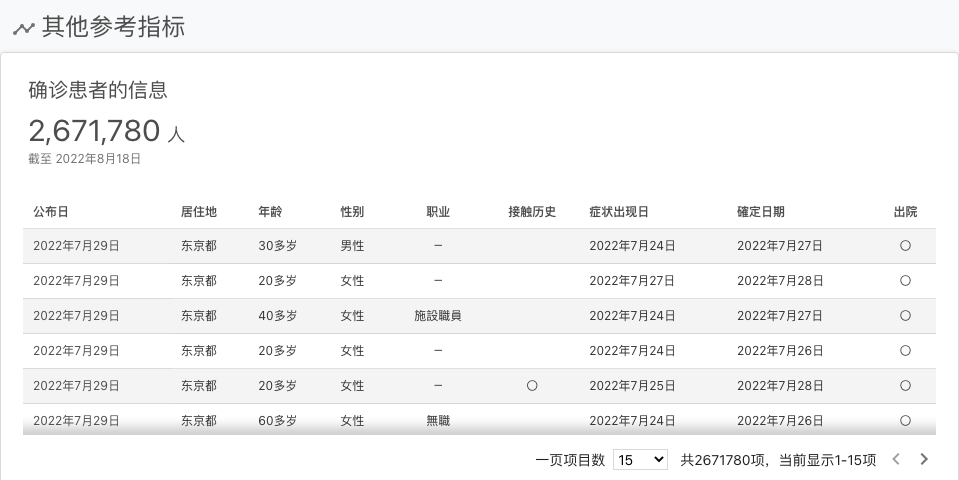 其他参考指标
确诊患者的信息
2,671,780 人
截至 2022年8月18日
公布日 居住地 年龄 性别 职业 接触历史 症状出现日 確定日期 出院
2022年7月29日 东京都 30多岁 男性 − 2022年7月24日 2022年7月27日 〇
2022年7月29日 东京都 20多岁 女性 − 2022年7月27日 2022年7月28日 〇
2022年7月29日 东京都 40多岁 女性 施設職員 2022年7月24日 2022年7月27日 〇
2022年7月29日 东京都 20多岁 女性 − 2022年7月24日 2022年7月26日 〇
2022年7月29日 东京都 20多岁 女性 − 〇 2022年7月25日 2022年7月28日 〇
2022年7月29日 东京都 60多岁 女性 無職 2022年7月24日 2022年7月26日 〇
一页项目数 15 共2671780项，当前显示1-15项